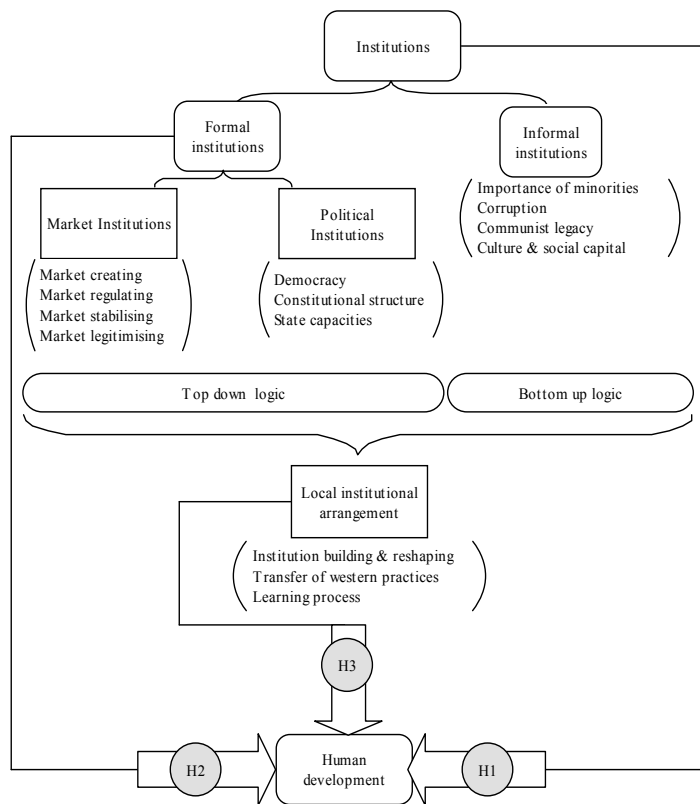 Institutions
Formal
institutions
Informal
institutions
Market Institutions
Political
Institutions
Importance of minorities
Corruption
Communist legacy
Culture & social capital
Market creating
Market regulating
Market stabilising
Market legitimising
Democracy
Constitutional structure
State capacities
Top down logic
Bottom up logic
Local institutional
arrangement
Institution building & reshaping
Transfer of western practices
Learning process
H3
H2
Human
development
H1